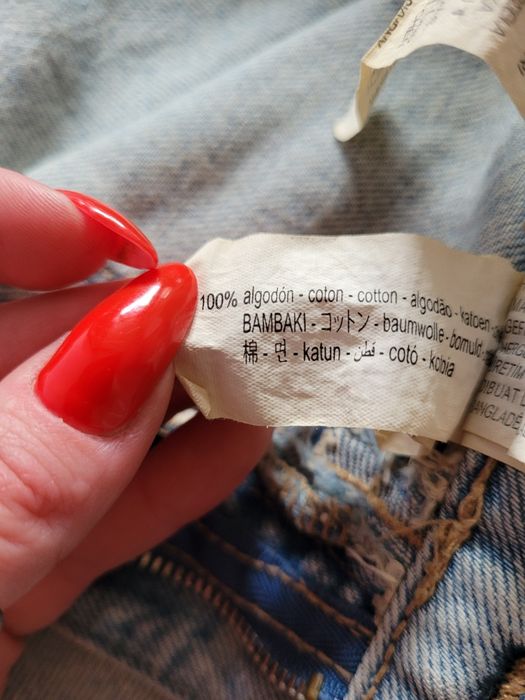 100% algodón - coton - cotton - algodão - katoen -
BAMBAKI - コットン - baumwolle - bomuld -
棉 - 면 - katun - قطن - cotó - kobia